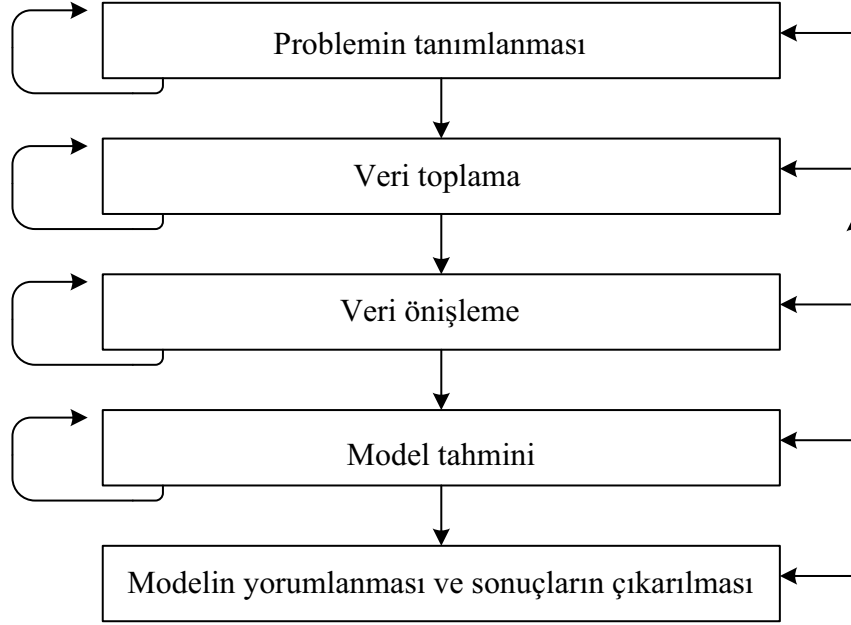 Problemin tanımlanması
Veri toplama
Veri önişleme
Model tahmini
Modelin yorumlanması ve sonuçların çıkarılması